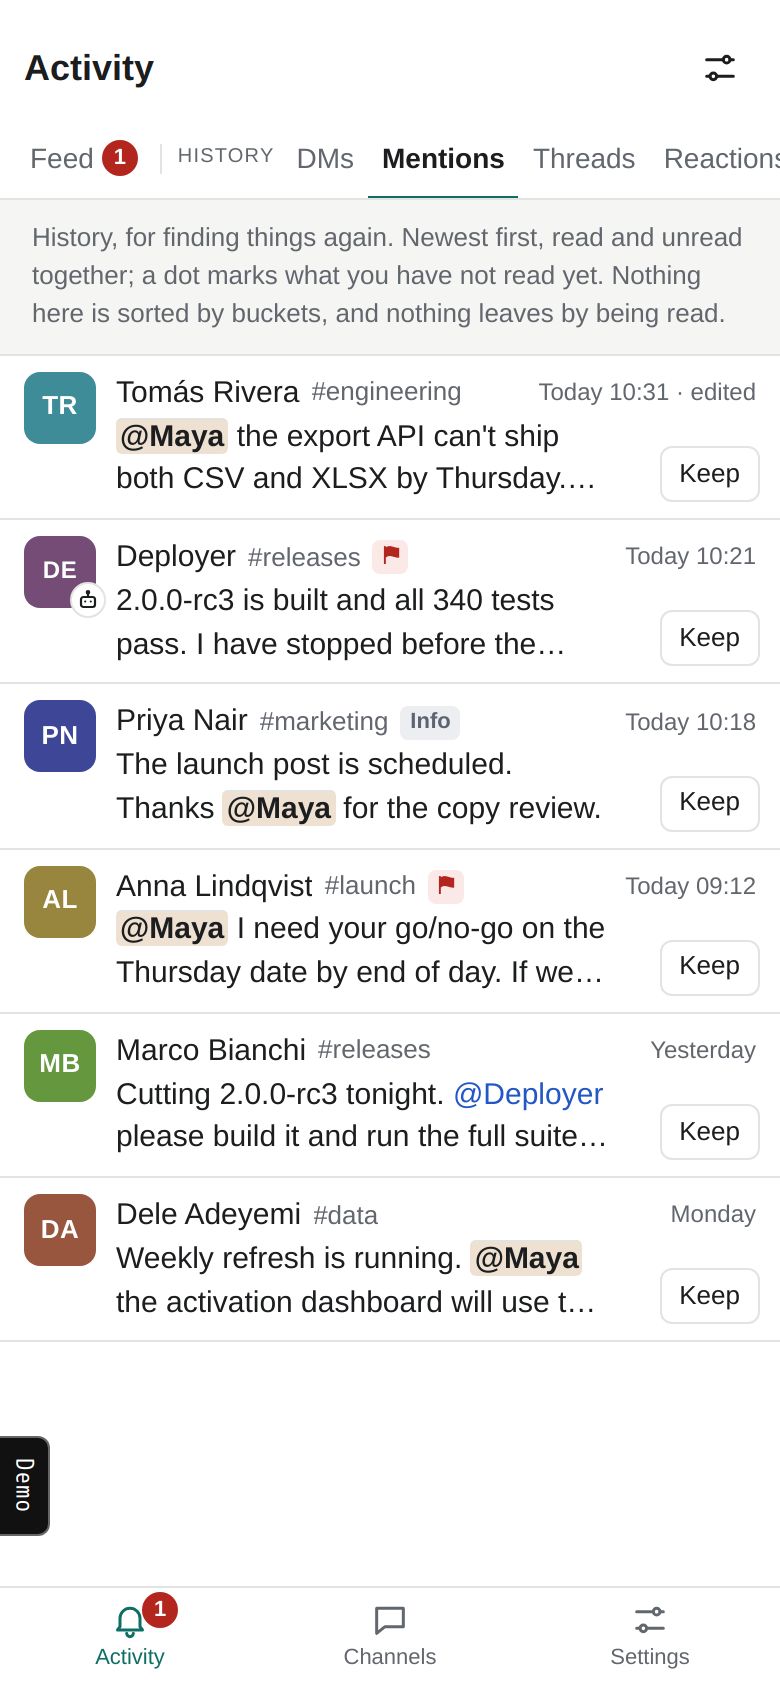 Activity
Feed 1 HISTORY DMs Mentions Threads Reactions
History, for finding things again. Newest first, read and unread
together; a dot marks what you have not read yet. Nothing
here is sorted by buckets, and nothing leaves by being read.
TR Tomás Rivera #engineering Today 10:31 · edited
@Maya the export API can't ship
both CSV and XLSX by Thursday.…
Keep
DE Deployer #releases Today 10:21
2.0.0-rc3 is built and all 340 tests
pass. I have stopped before the…
Keep
PN Priya Nair #marketing Info Today 10:18
The launch post is scheduled.
Thanks @Maya for the copy review.
Keep
AL Anna Lindqvist #launch Today 09:12
@Maya I need your go/no-go on the
Thursday date by end of day. If we…
Keep
MB Marco Bianchi #releases Yesterday
Cutting 2.0.0-rc3 tonight. @Deployer
please build it and run the full suite…
Keep
DA Dele Adeyemi #data Monday
Weekly refresh is running. @Maya
the activation dashboard will use t…
Keep
Demo
1
Activity Channels Settings